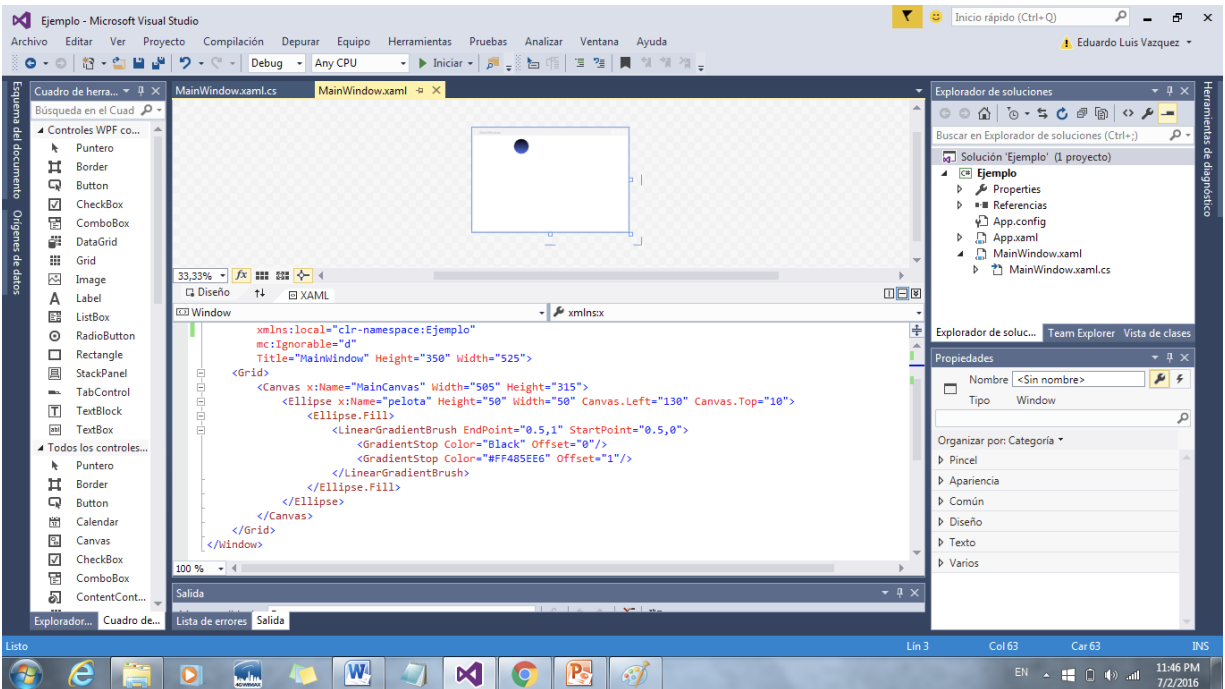 Ejemplo - Microsoft Visual Studio
Inicio rápido (Ctrl+Q)
Archivo Editar Ver Proyecto Compilación Depurar Equipo Herramientas Pruebas Analizar Ventana Ayuda
Eduardo Luis Vazquez
Debug Any CPU Iniciar
Esquema del documento
Orígenes de datos
Cuadro de herra...
Búsqueda en el Cuad
Controles WPF co...
Puntero
Border
Button
CheckBox
ComboBox
DataGrid
Grid
Image
Label
ListBox
RadioButton
Rectangle
StackPanel
TabControl
TextBlock
TextBox
Todos los controles...
Puntero
Border
Button
Calendar
Canvas
CheckBox
ComboBox
ContentCont...
Explorador... Cuadro de...
MainWindow.xaml.cs MainWindow.xaml
33,33%
Diseño XAML
Window xmlns:x
xmlns:local="clr-namespace:Ejemplo"
mc:Ignorable="d"
Title="MainWindow" Height="350" Width="525">
<Grid>
<Canvas x:Name="MainCanvas" Width="505" Height="315">
<Ellipse x:Name="pelota" Height="50" Width="50" Canvas.Left="130" Canvas.Top="10">
<Ellipse.Fill>
<LinearGradientBrush EndPoint="0.5,1" StartPoint="0.5,0">
<GradientStop Color="Black" Offset="0"/>
<GradientStop Color="#FF485EE6" Offset="1"/>
</LinearGradientBrush>
</Ellipse.Fill>
</Ellipse>
</Canvas>
</Grid>
</Window>
100 %
Salida
Lista de errores Salida
Explorador de soluciones
Buscar en Explorador de soluciones (Ctrl+;)
Solución 'Ejemplo' (1 proyecto)
Ejemplo
Properties
Referencias
App.config
App.xaml
MainWindow.xaml
MainWindow.xaml.cs
Explorador de soluc... Team Explorer Vista de clases
Propiedades
Nombre <Sin nombre>
Tipo Window
Organizar por: Categoría
Pincel
Apariencia
Común
Diseño
Texto
Varios
Herramientas de diagnóstico
Listo Lín 3 Col 63 Car 63 INS
EN 11:46 PM
7/2/2016